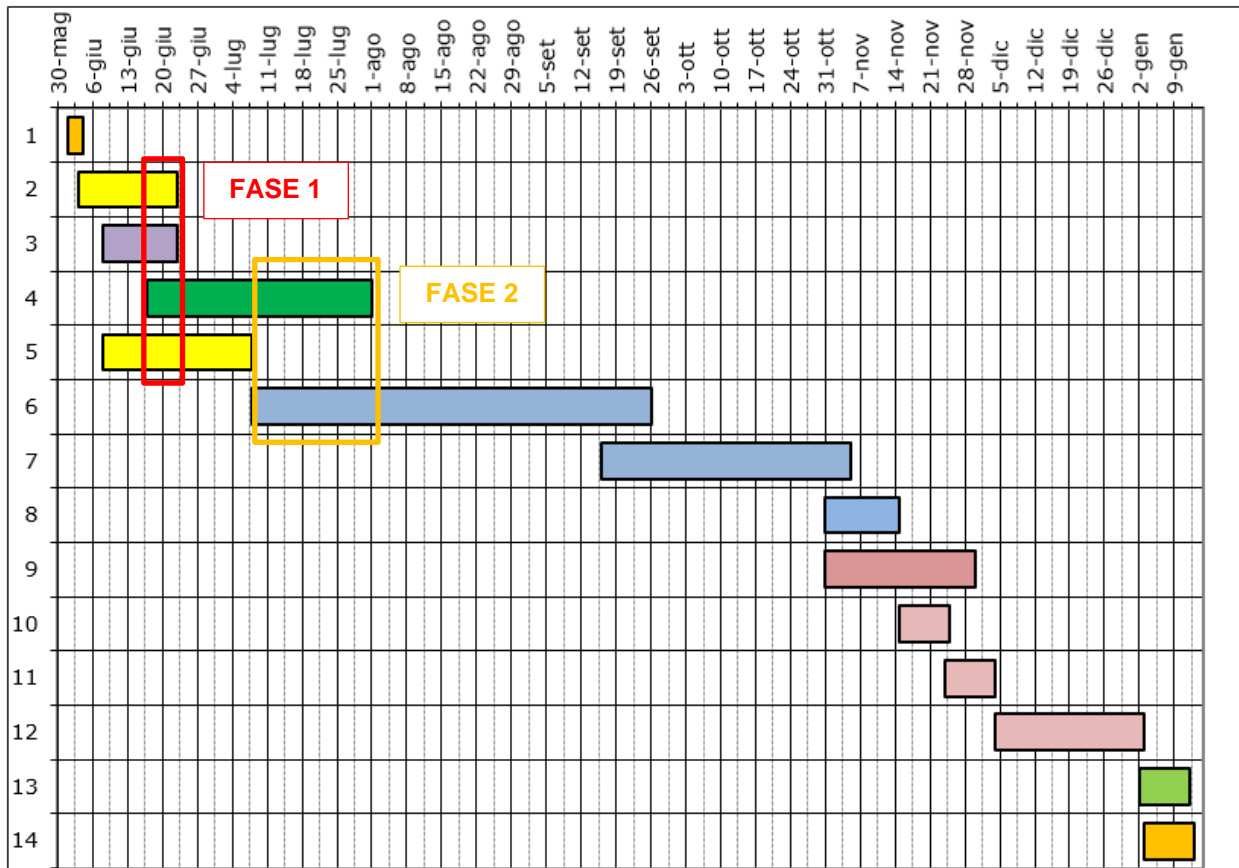 30-mag
6-giu
13-giu
20-giu
27-giu
4-lug
11-lug
18-lug
25-lug
1-ago
8-ago
15-ago
22-ago
29-ago
5-set
12-set
19-set
26-set
3-ott
10-ott
17-ott
24-ott
31-ott
7-nov
14-nov
21-nov
28-nov
5-dic
12-dic
19-dic
26-dic
2-gen
9-gen
1
2
FASE 1
3
4
FASE 2
5
6
7
8
9
10
11
12
13
14